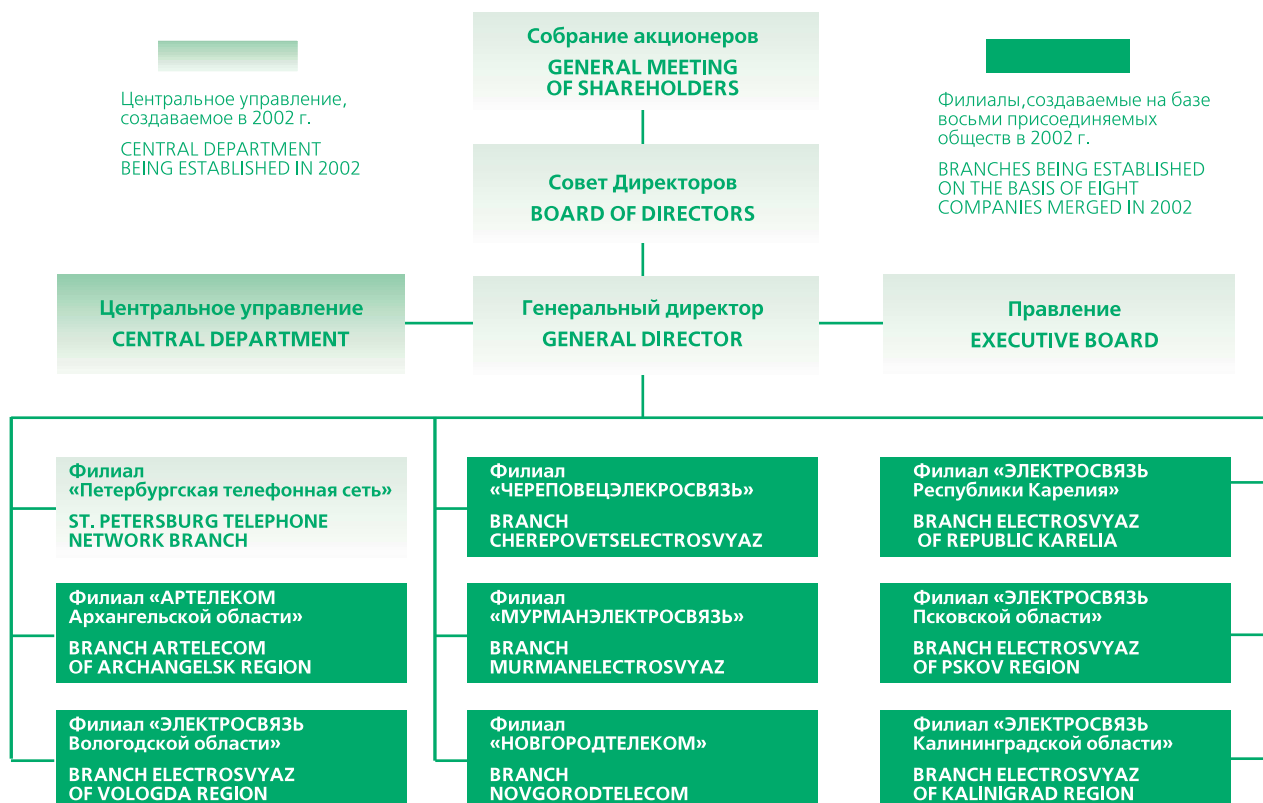 Собрание акционеров
GENERAL MEETING
OF SHAREHOLDERS
Центральное управление,
создаваемое в 2002 г.
CENTRAL DEPARTMENT
BEING ESTABLISHED IN 2002
Филиалы,создаваемые на базе
восьми присоединяемых
обществ в 2002 г.
BRANCHES BEING ESTABLISHED
ON THE BASIS OF EIGHT
COMPANIES MERGED IN 2002
Совет Директоров
BOARD OF DIRECTORS
Центральное управление
CENTRAL DEPARTMENT
Генеральный директор
GENERAL DIRECTOR
Правление
EXECUTIVE BOARD
Филиал
«Петербургская телефонная сеть»
ST. PETERSBURG TELEPHONE
NETWORK BRANCH
Филиал
«ЧЕРЕПОВЕЦЭЛЕКРОСВЯЗЬ»
BRANCH
CHEREPOVETSELECTROSVYAZ
Филиал «ЭЛЕКТРОСВЯЗЬ
Республики Карелия»
BRANCH ELECTROSVYAZ
OF REPUBLIC KARELIA
Филиал «АРТЕЛЕКОМ
Архангельской области»
BRANCH ARTELECOM
OF ARCHANGELSK REGION
Филиал
«МУРМАНЭЛЕКТРОСВЯЗЬ»
BRANCH
MURMANELECTROSVYAZ
Филиал «ЭЛЕКТРОСВЯЗЬ
Псковской области»
BRANCH ELECTROSVYAZ
OF PSKOV REGION
Филиал «ЭЛЕКТРОСВЯЗЬ
Вологодской области»
BRANCH ELECTROSVYAZ
OF VOLOGDA REGION
Филиал
«НОВГОРОДТЕЛЕКОМ»
BRANCH
NOVGORODTELECOM
Филиал «ЭЛЕКТРОСВЯЗЬ
Калининградской области»
BRANCH ELECTROSVYAZ
OF KALINIGRAD REGION